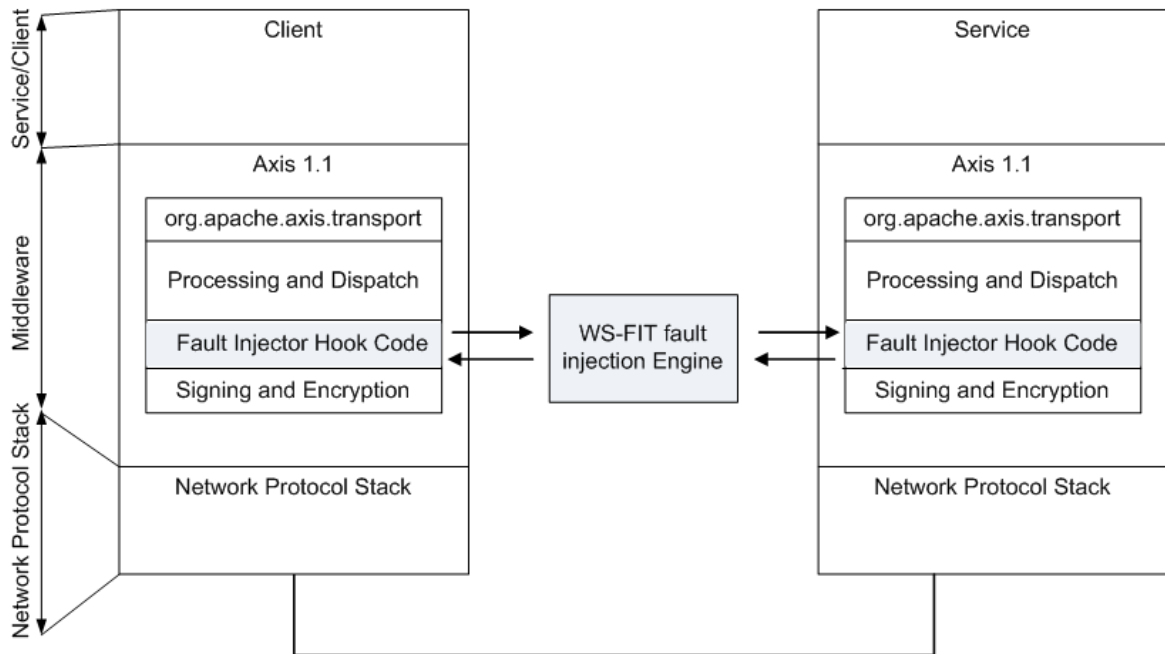 Service/Client
Middleware
Network Protocol Stack
Client
Axis 1.1
org.apache.axis.transport
Processing and Dispatch
Fault Injector Hook Code
Signing and Encryption
Network Protocol Stack
WS-FIT fault
injection Engine
Service
Axis 1.1
org.apache.axis.transport
Processing and Dispatch
Fault Injector Hook Code
Signing and Encryption
Network Protocol Stack